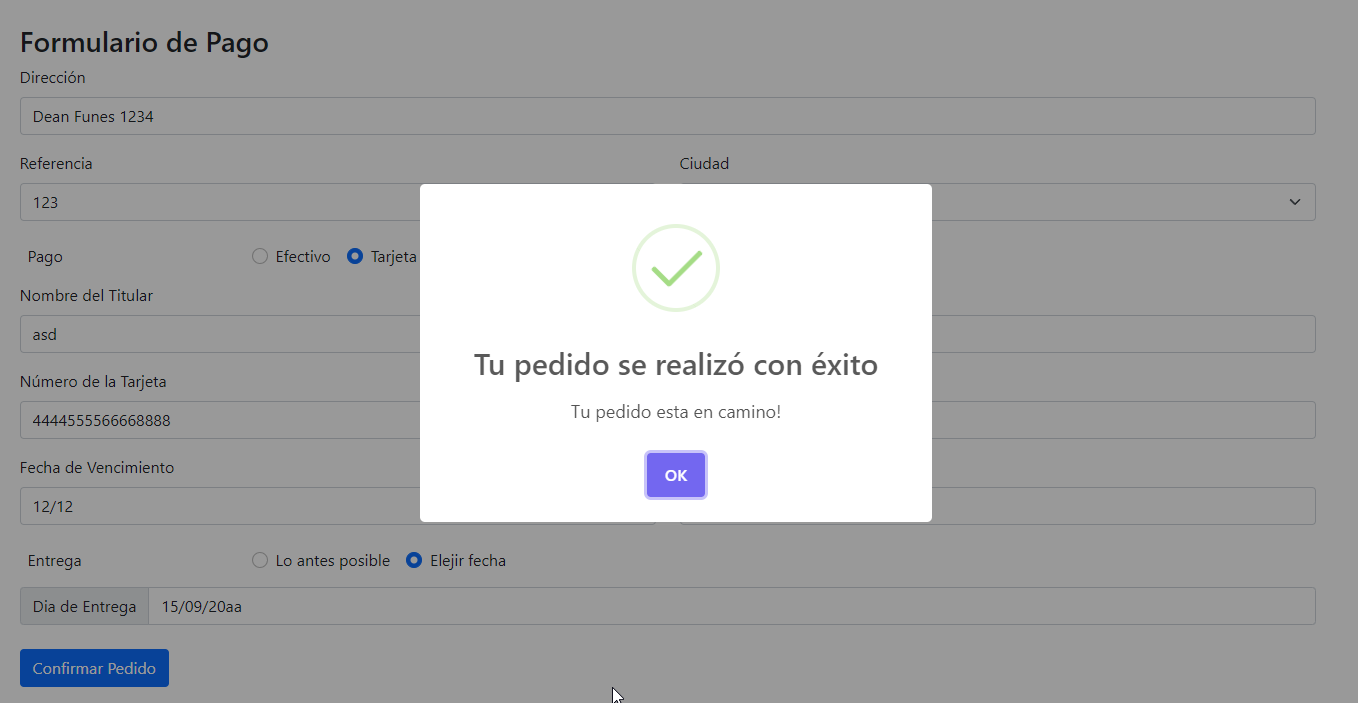 Formulario de Pago
Dirección
Dean Funes 1234
Referencia
Ciudad
123
Pago
Efectivo
Tarjeta
Nombre del Titular
asd
Número de la Tarjeta
4444555566668888
Fecha de Vencimiento
12/12
Tu pedido se realizó con éxito
Tu pedido esta en camino!
OK
Entrega
Lo antes posible
Elejir fecha
Dia de Entrega
15/09/20aa
Confirmar Pedido